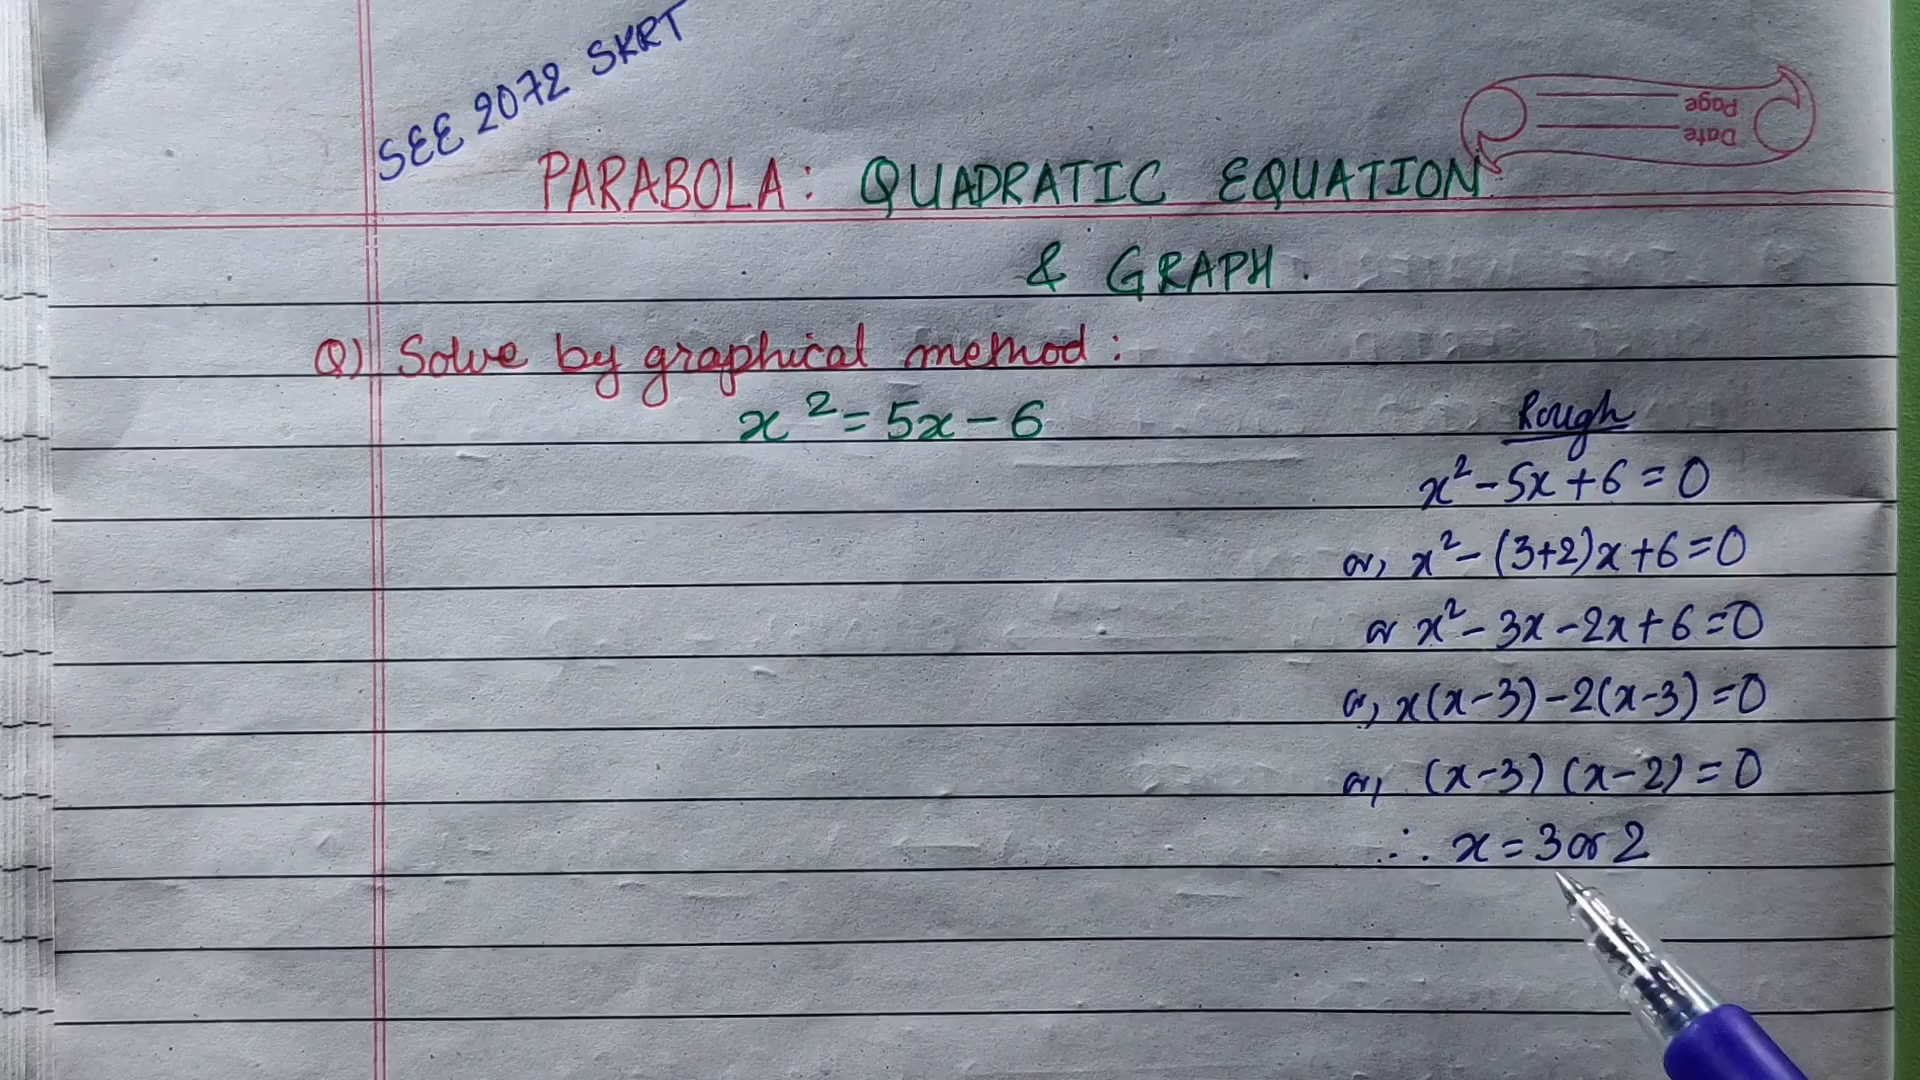 SEE 2072 SKRT
Page
Date
PARABOLA: QUADRATIC EQUATION
& GRAPH.
Q) Solve by graphical method:
x² = 5x - 6
Rough
x² - 5x + 6 = 0
or, x² - (3+2)x + 6 = 0
or x² - 3x - 2x + 6 = 0
or, x(x-3) - 2(x-3) = 0
or, (x-3) (x-2) = 0
∴ x = 3 or 2